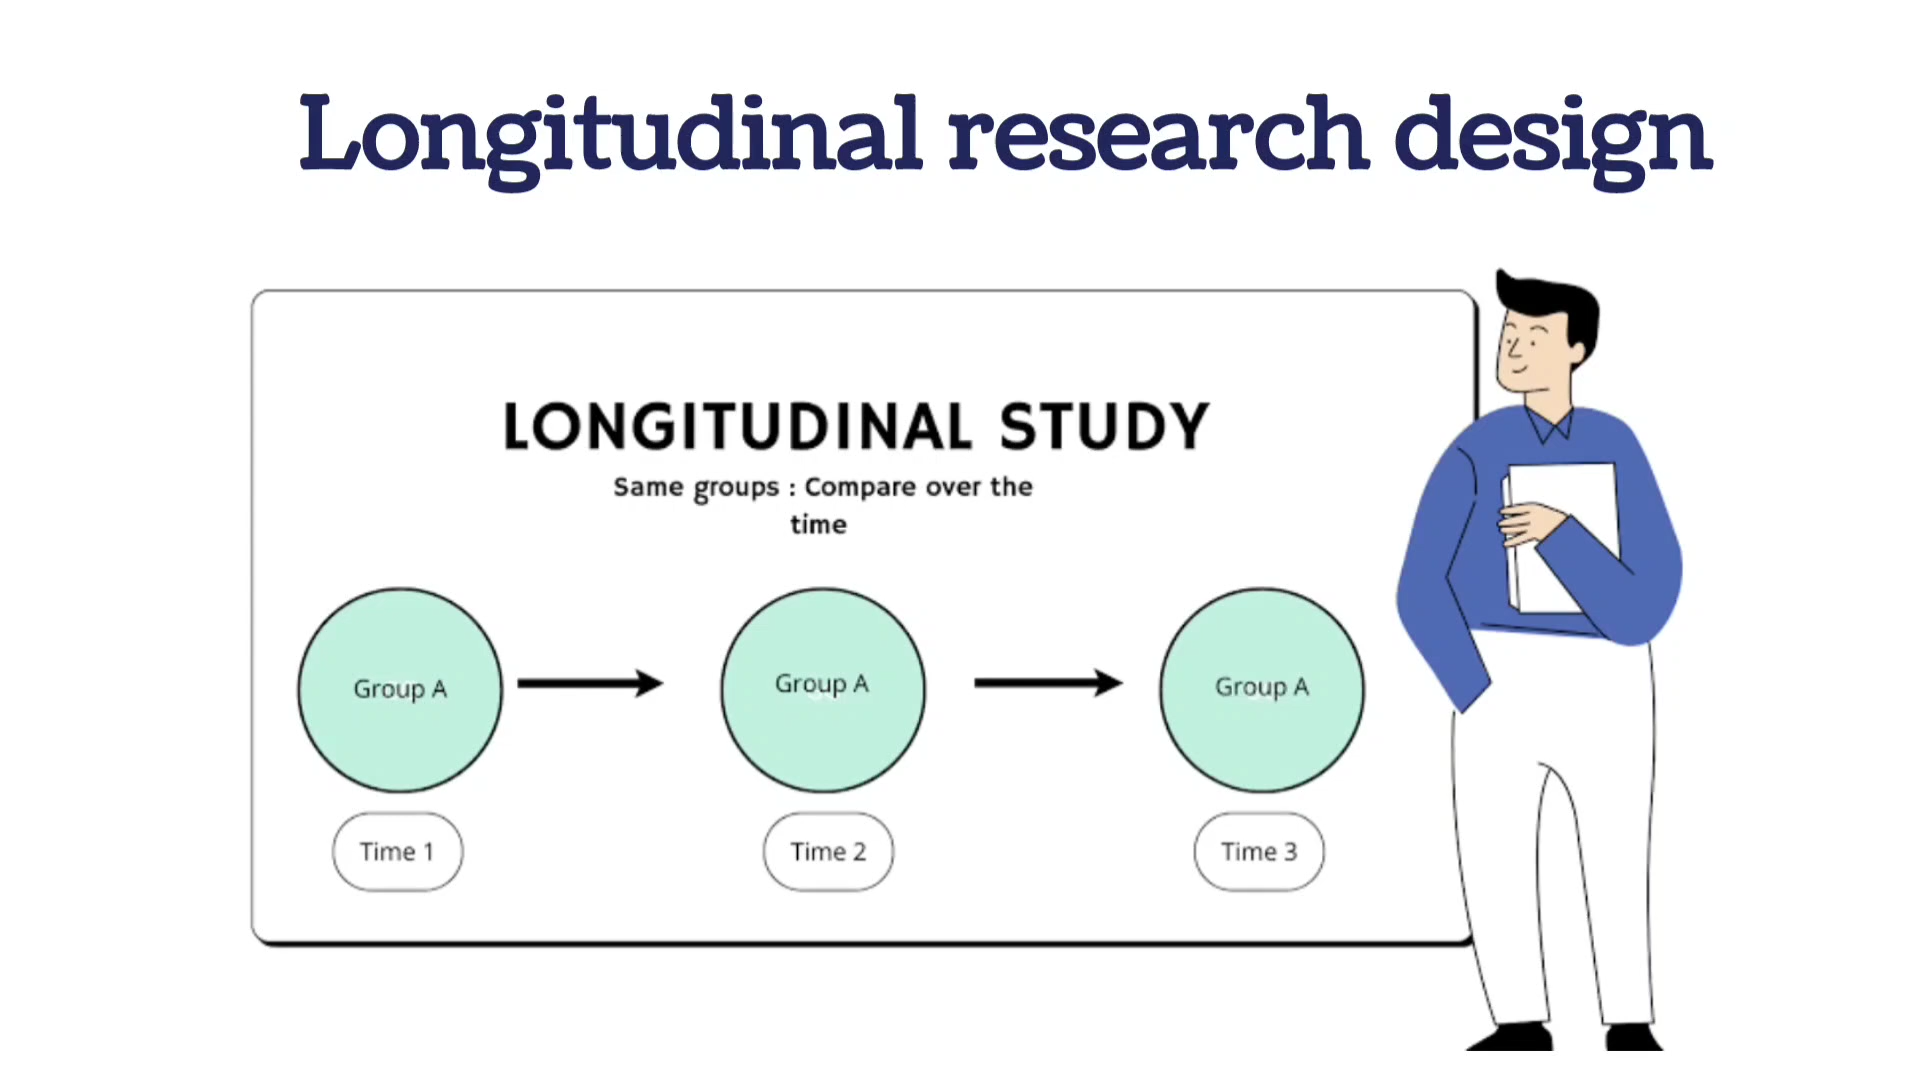 Longitudinal research design
LONGITUDINAL STUDY
Same groups : Compare over the
time
Group A
Group A
Group A
Time 1
Time 2
Time 3